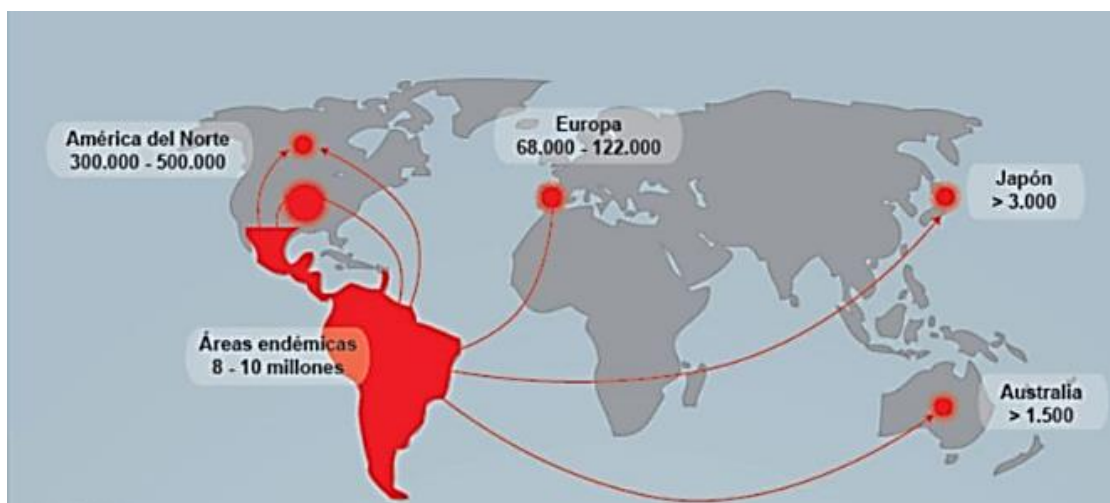 América del Norte
300.000 - 500.000
Europa
68.000 - 122.000
Japón
> 3.000
Áreas endémicas
8 - 10 millones
Australia
> 1.500